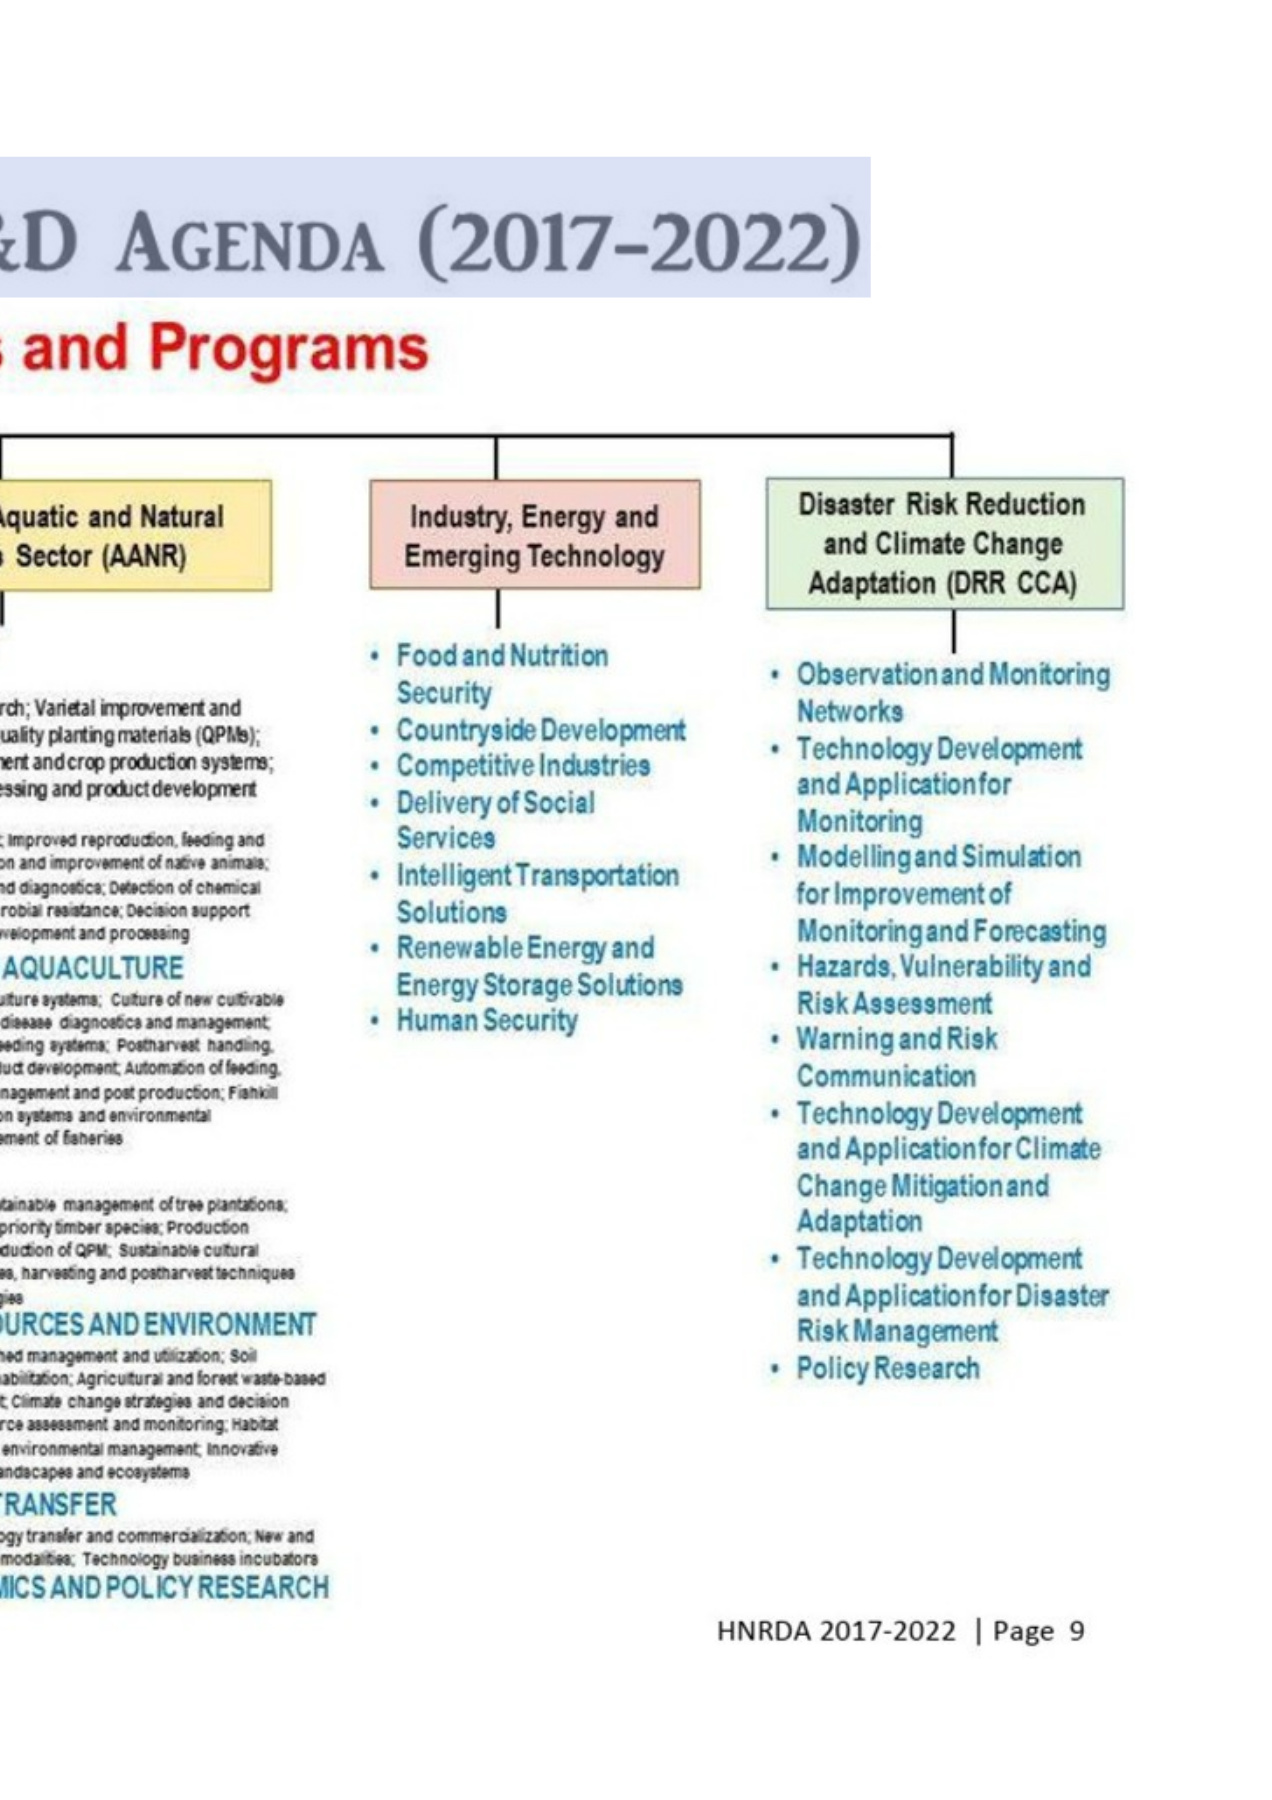 &D AGENDA (2017-2022)
and Programs
Aquatic and Natural
Sector (AANR)
rch; Varietal improvement and
uality planting materials (QPMs);
ment and crop production systems;
essing and product development
; Improved reproduction, feeding and
on and improvement of native animals;
nd diagnostics; Detection of chemical
robial resistance; Decision support
velopment and processing
AQUACULTURE
ulture systems; Culture of new cultivable
disease diagnostics and management;
eeding systems; Postharvest handling,
uct development; Automation of feeding,
nagement and post production; Fishkill
on systems and environmental
ement of fisheries
tainable management of tree plantations;
priority timber species; Production
duction of QPM; Sustainable cultural
es, harvesting and postharvest techniques
gies
OURCES AND ENVIRONMENT
hed management and utilization; Soil
abilitation; Agricultural and forest waste-based
t; Climate change strategies and decision
rce assessment and monitoring; Habitat
environmental management; Innovative
andscapes and ecosystems
TRANSFER
ogy transfer and commercialization; New and
modalities; Technology business incubators
MICS AND POLICY RESEARCH
Industry, Energy and
Emerging Technology
• Food and Nutrition
Security
• Countryside Development
• Competitive Industries
• Delivery of Social
Services
• Intelligent Transportation
Solutions
• Renewable Energy and
Energy Storage Solutions
• Human Security
Disaster Risk Reduction
and Climate Change
Adaptation (DRR CCA)
• Observation and Monitoring
Networks
• Technology Development
and Application for
Monitoring
• Modelling and Simulation
for Improvement of
Monitoring and Forecasting
• Hazards, Vulnerability and
Risk Assessment
• Warning and Risk
Communication
• Technology Development
and Application for Climate
Change Mitigation and
Adaptation
• Technology Development
and Application for Disaster
Risk Management
• Policy Research
HNRDA 2017-2022 | Page 9